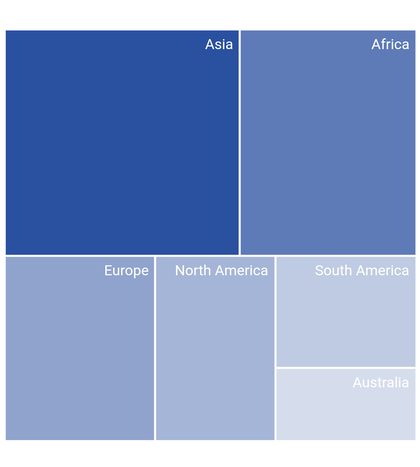 Asia
Africa
Europe
North America
South America
Australia